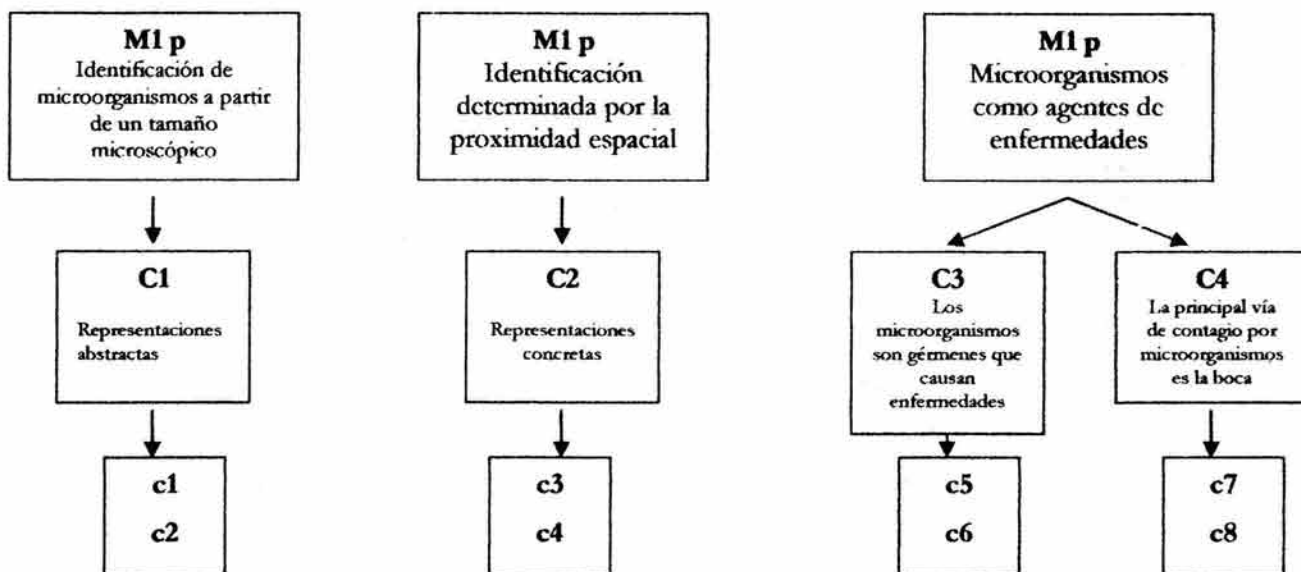 M1 p
Identificación de
microorganismos a partir
de un tamaño
microscópico
M1 p
Identificación
determinada por la
proximidad espacial
M1 p
Microorganismos
como agentes de
enfermedades
C1
Representaciones
abstractas
C2
Representaciones
concretas
C3
Los
microorganismos
son gérmenes que
causan
enfermedades
C4
La principal vía
de contagio por
microorganismos
es la boca
c1
c2
c3
c4
c5
c6
c7
c8